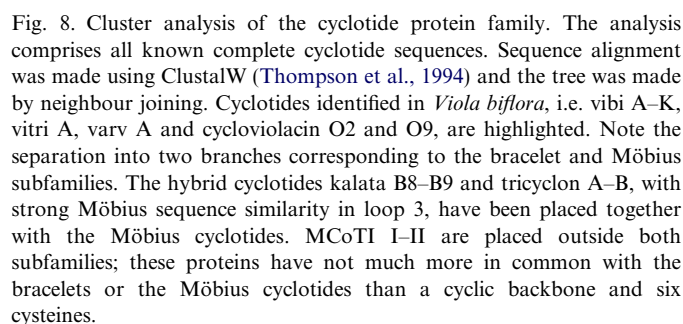 Fig. 8. Cluster analysis of the cyclotide protein family. The analysis
comprises all known complete cyclotide sequences. Sequence alignment
was made using ClustalW (Thompson et al., 1994) and the tree was made
by neighbour joining. Cyclotides identified in Viola biflora, i.e. vibi A–K,
vitri A, varv A and cycloviolacin O2 and O9, are highlighted. Note the
separation into two branches corresponding to the bracelet and Möbius
subfamilies. The hybrid cyclotides kalata B8–B9 and tricyclon A–B, with
strong Möbius sequence similarity in loop 3, have been placed together
with the Möbius cyclotides. MCoTI I–II are placed outside both
subfamilies; these proteins have not much more in common with the
bracelets or the Möbius cyclotides than a cyclic backbone and six
cysteines.